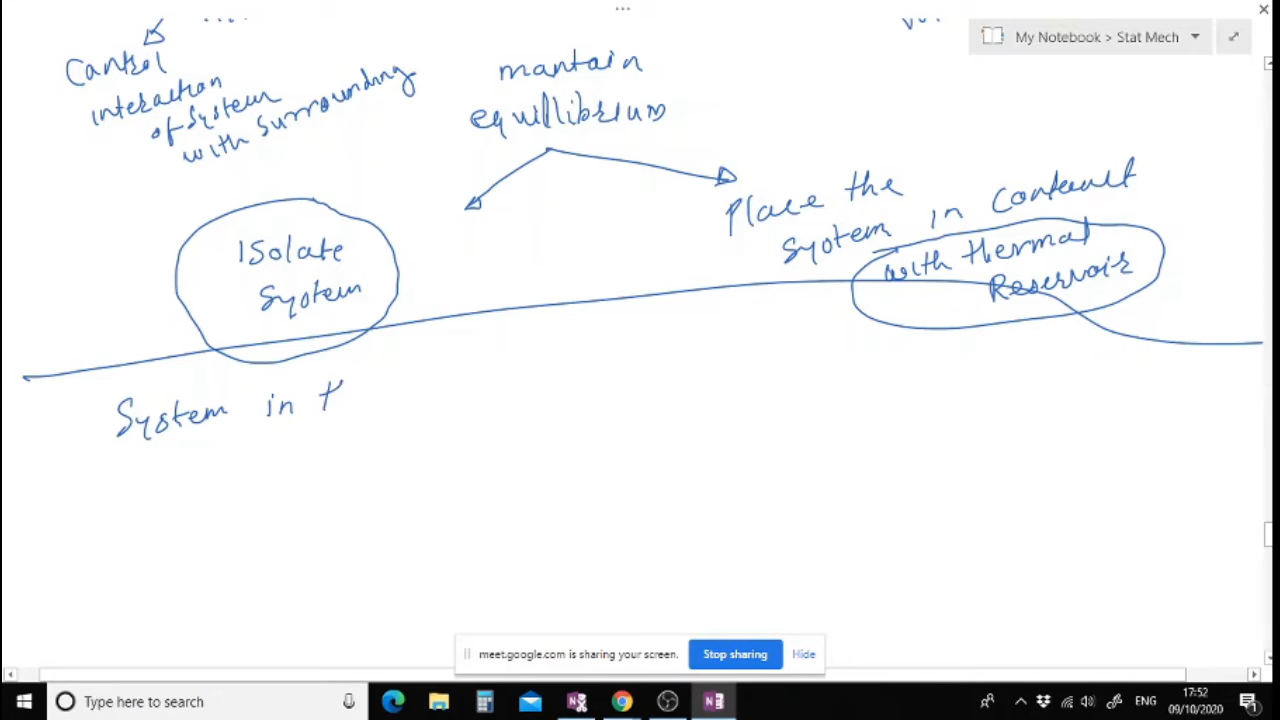 My Notebook > Stat Mech
Cantrol
interaction
of System
with Surrounding
mantain
equillibrium
Place the
System in
with thermal
Reservoir
Isolate
System
System in t
meet.google.com is sharing your screen.
Stop sharing
Hide
Type here to search
ENG
17:52
09/10/2020
1